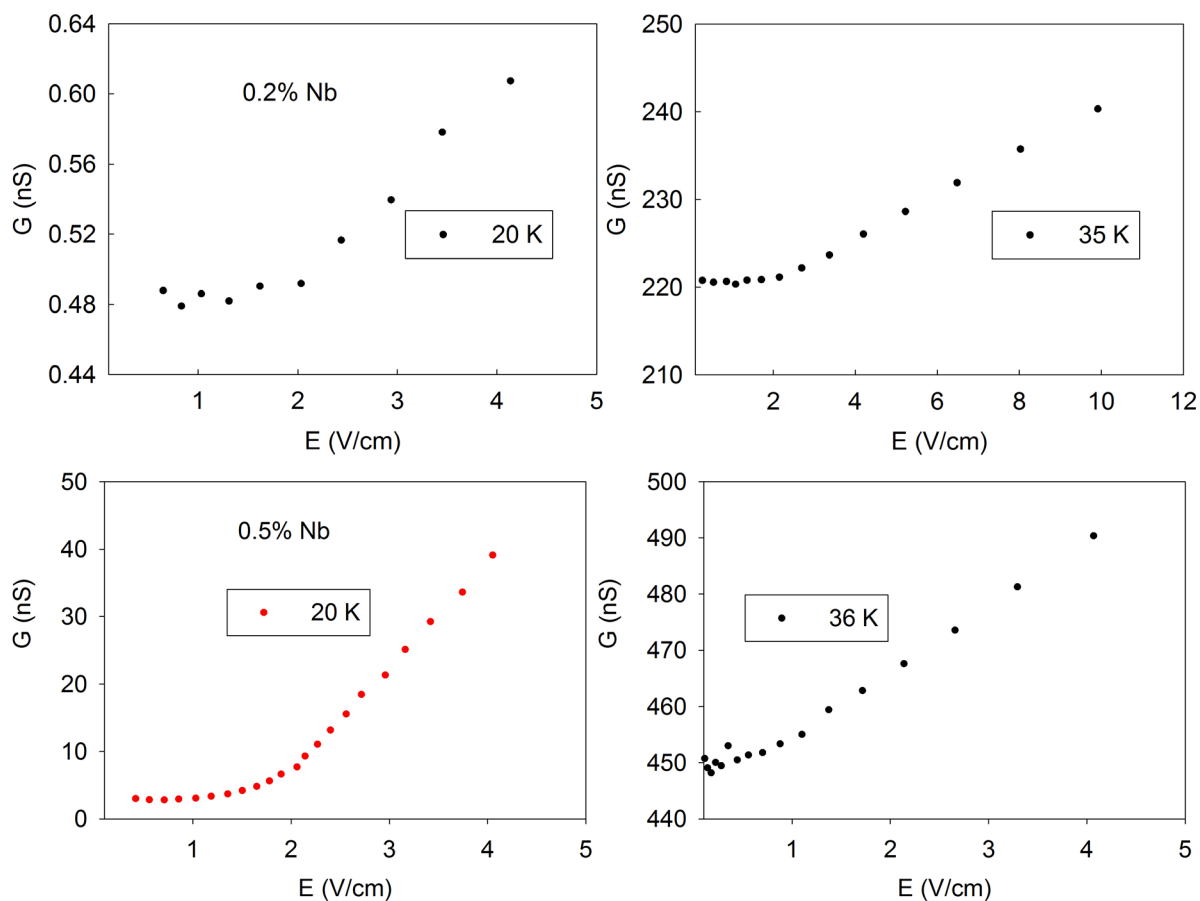 0.64
0.60
0.56
0.52
0.48
0.44
G (nS)
0.2% Nb
20 K
1 2 3 4 5
E (V/cm)
250
240
230
220
210
G (nS)
35 K
2 4 6 8 10 12
E (V/cm)
50
40
30
20
10
0
G (nS)
0.5% Nb
20 K
1 2 3 4 5
E (V/cm)
500
490
480
470
460
450
440
G (nS)
36 K
1 2 3 4 5
E (V/cm)